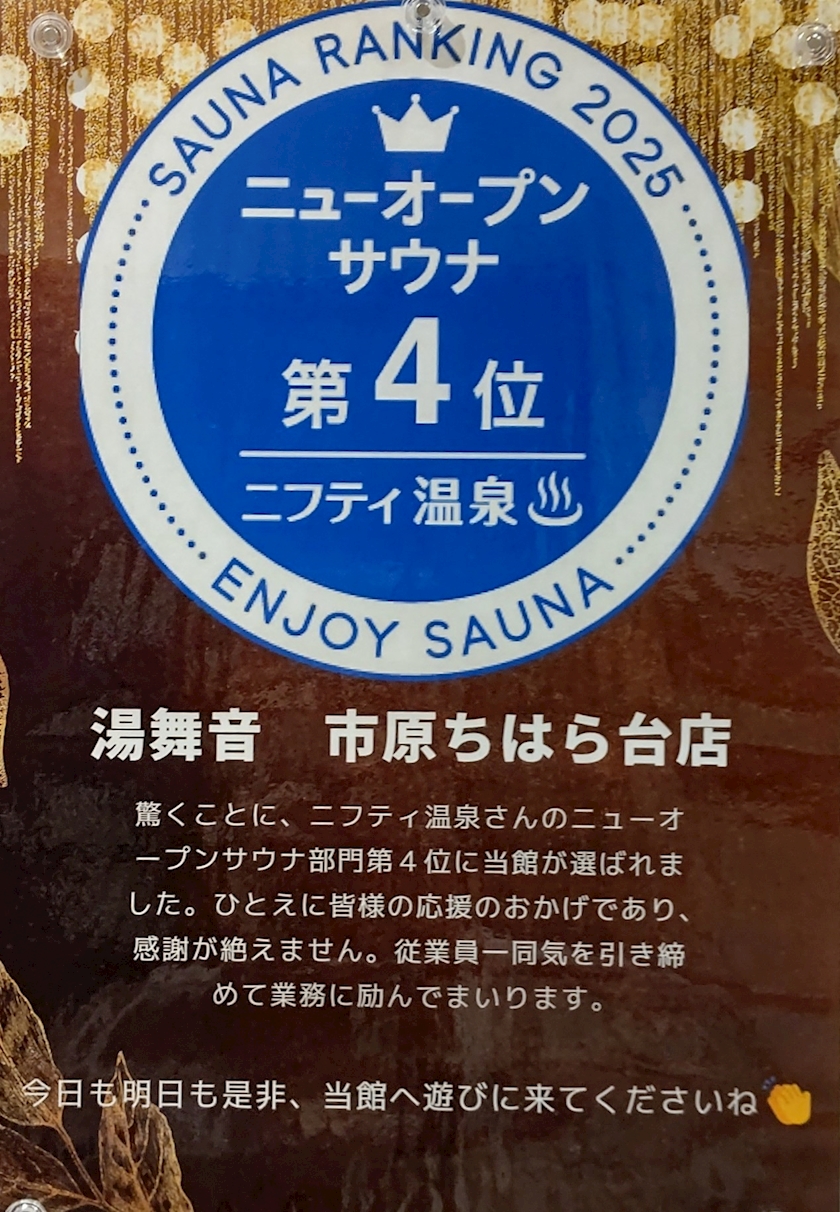 SAUNA RANKING 2025
ニューオープン
サウナ
第4位
ニフティ温泉
ENJOY SAUNA
湯舞音　市原ちはら台店
驚くことに、ニフティ温泉さんのニューオ
ープンサウナ部門第４位に当館が選ばれま
した。ひとえに皆様の応援のおかげであり、
感謝が絶えません。従業員一同気を引き締
めて業務に励んでまいります。
今日も明日も是非、当館へ遊びに来てくださいね👏